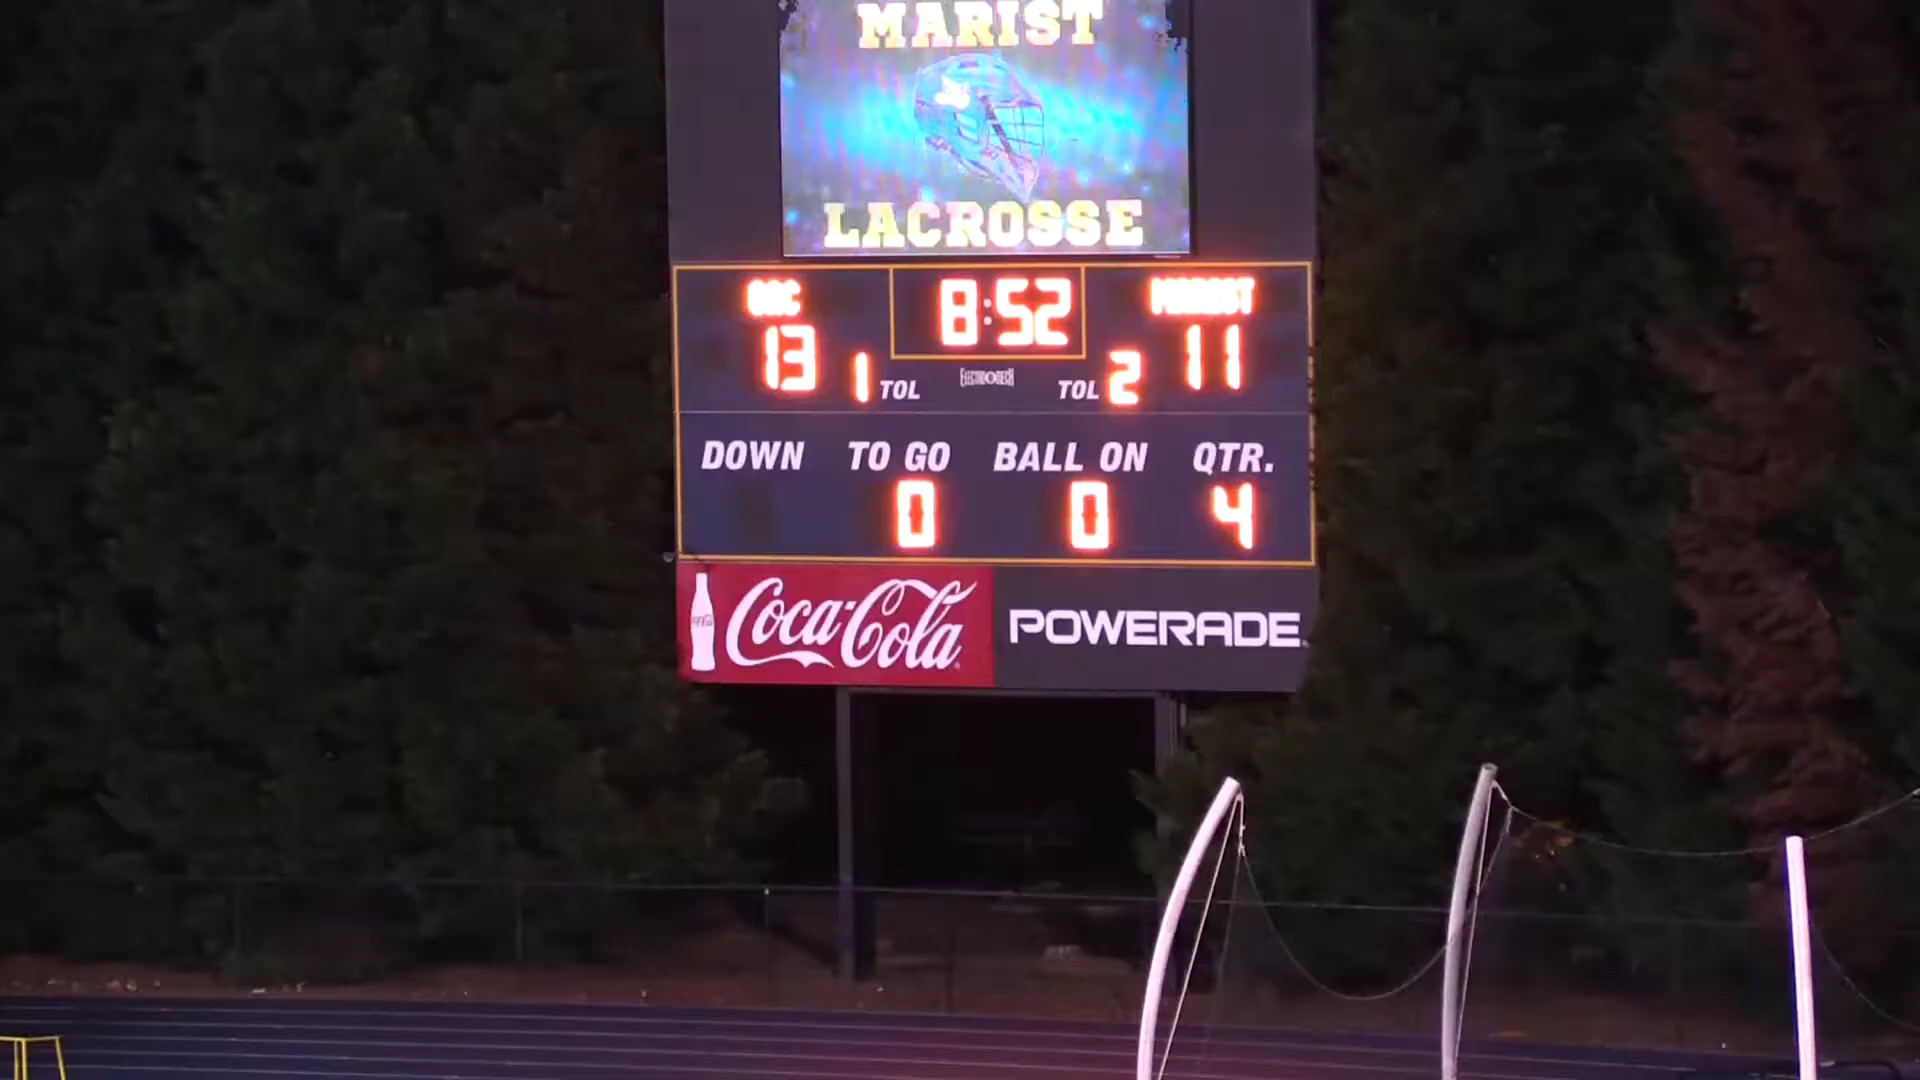 MARIST
LACROSSE
8:52
MARIST
13 1 TOL TOL 2 11
DOWN TO GO BALL ON QTR.
0 0 4
Coca-Cola POWERADE